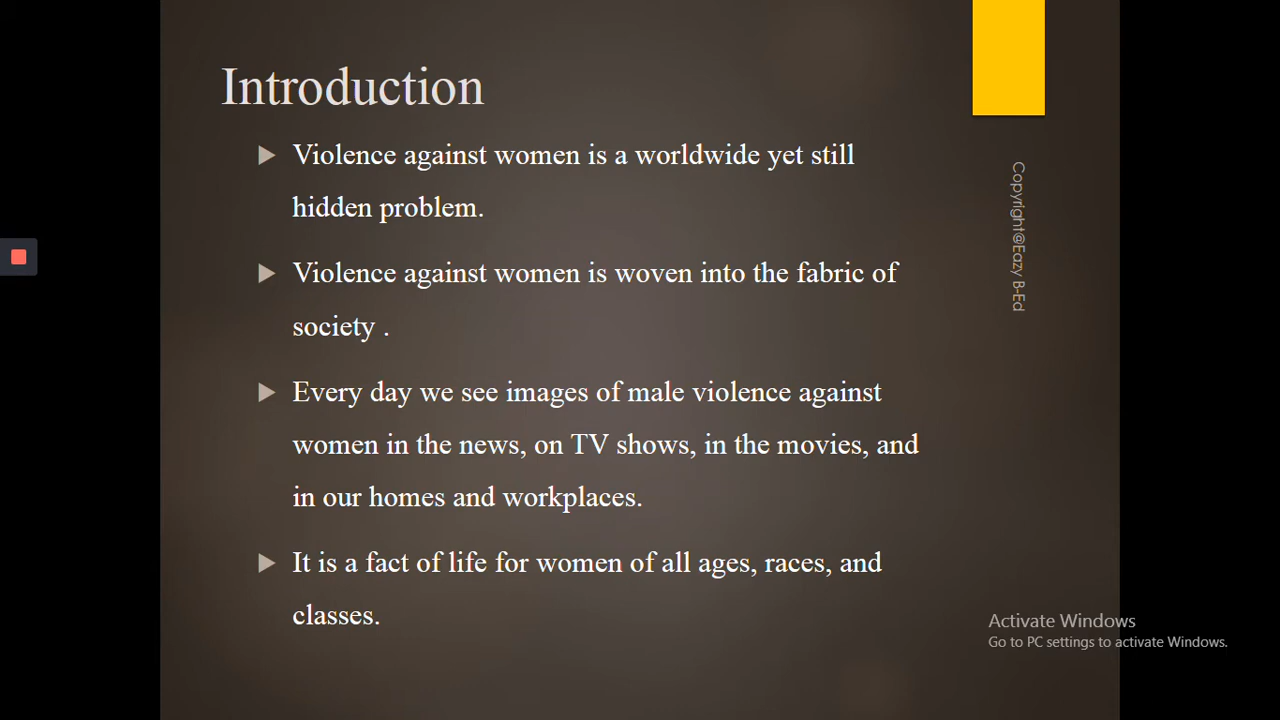 Introduction
Violence against women is a worldwide yet still
hidden problem.
Violence against women is woven into the fabric of
society .
Every day we see images of male violence against
women in the news, on TV shows, in the movies, and
in our homes and workplaces.
It is a fact of life for women of all ages, races, and
classes.
Copyright@Eazy B-Ed
Activate Windows
Go to PC settings to activate Windows.